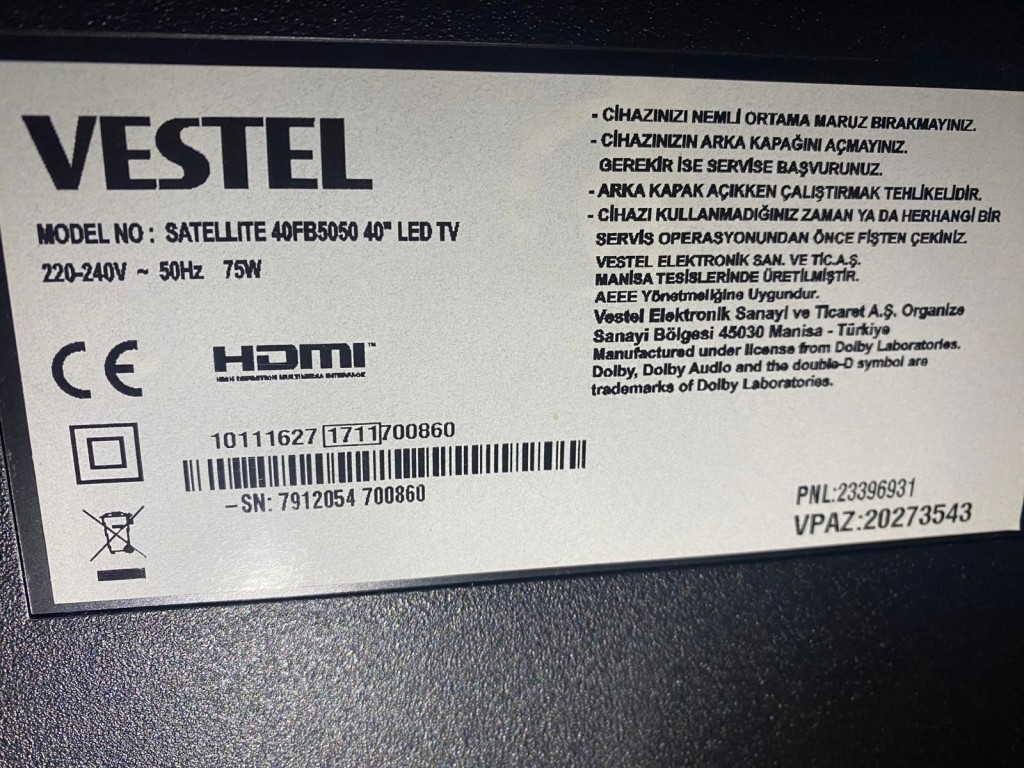 VESTEL
MODEL NO : SATELLITE 40FB5050 40" LED TV
220-240V ~ 50Hz 75W
CE
HDMI™
HIGH DEFINITION MULTIMEDIA INTERFACE
10111627 1711 700860
-SN: 7912054 700860
- CİHAZINIZI NEMLİ ORTAMA MARUZ BIRAKMAYINIZ.
- CİHAZINIZIN ARKA KAPAĞINI AÇMAYINIZ.
GEREKİR İSE SERVİSE BAŞVURUNUZ.
- ARKA KAPAK AÇIKKEN ÇALIŞTIRMAK TEHLİKELİDİR.
- CİHAZI KULLANMADIĞINIZ ZAMAN YA DA HERHANGİ BİR
SERVİS OPERASYONUNDAN ÖNCE FİŞTEN ÇEKİNİZ.
VESTEL ELEKTRONİK SAN. VE TİC.A.Ş.
MANİSA TESİSLERİNDE ÜRETİLMİŞTİR.
AEEE Yönetmeliğine Uygundur.
Vestel Elektronik Sanayi ve Ticaret A.Ş. Organize
Sanayi Bölgesi 45030 Manisa - Türkiye
Manufactured under license from Dolby Laboratories.
Dolby, Dolby Audio and the double-D symbol are
trademarks of Dolby Laboratories.
PNL:23396931
VPAZ:20273543